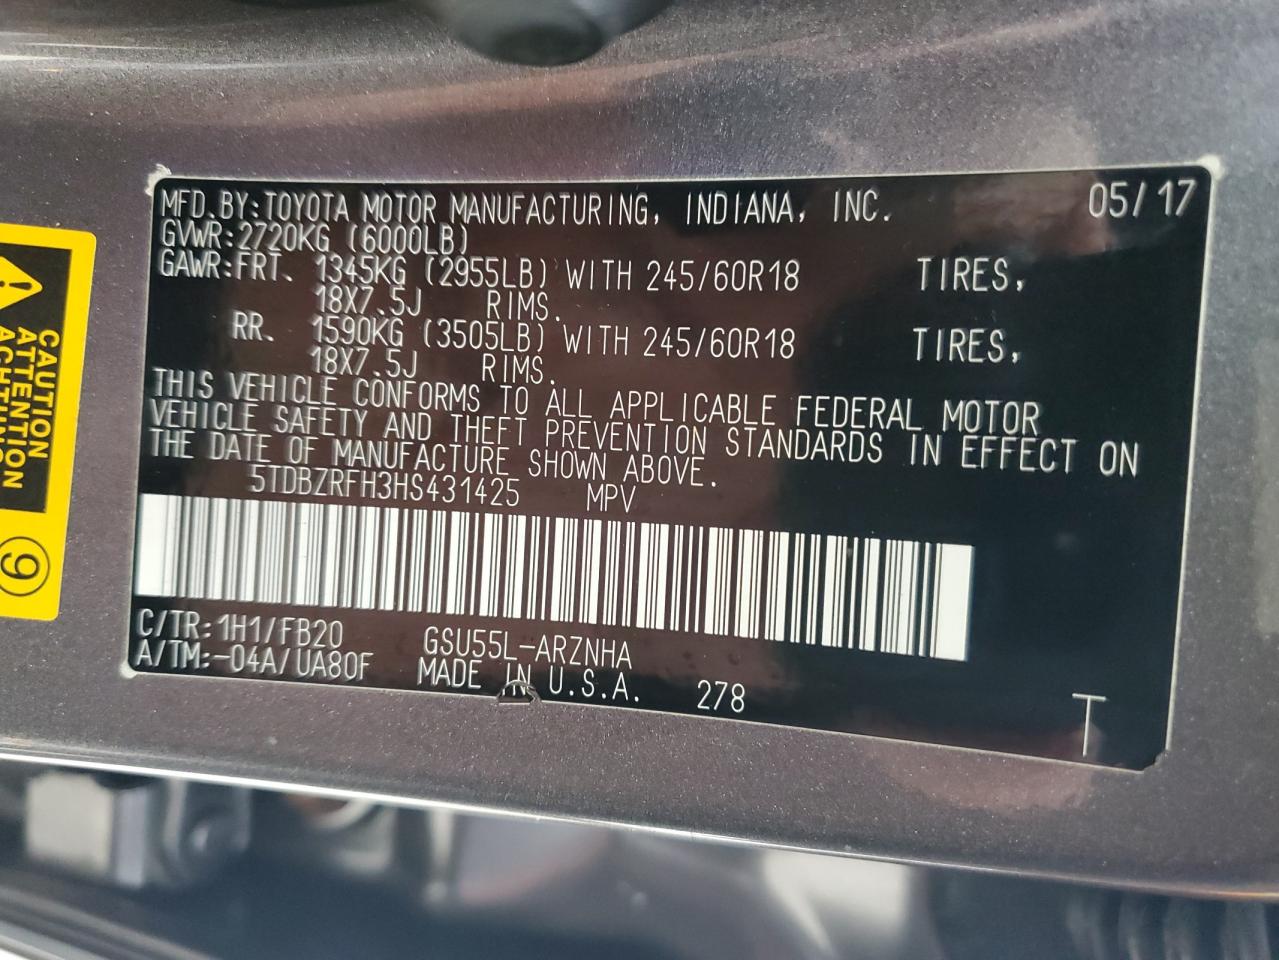 MFD.BY:TOYOTA MOTOR MANUFACTURING, INDIANA, INC. 05/17
GVWR:2720KG (6000LB)
GAWR:FRT. 1345KG (2955LB) WITH 245/60R18 TIRES,
18X7.5J RIMS.
RR. 1590KG (3505LB) WITH 245/60R18 TIRES,
18X7.5J RIMS.
THIS VEHICLE CONFORMS TO ALL APPLICABLE FEDERAL MOTOR
VEHICLE SAFETY AND THEFT PREVENTION STANDARDS IN EFFECT ON
THE DATE OF MANUFACTURE SHOWN ABOVE.
5TDBZRFH3HS431425 MPV
C/TR:1H1/FB20 GSU55L-ARZNHA
A/TM:-04A/UA80F MADE IN U.S.A. 278
T
CAUTION
ATTENTION
ACHTUNG
9